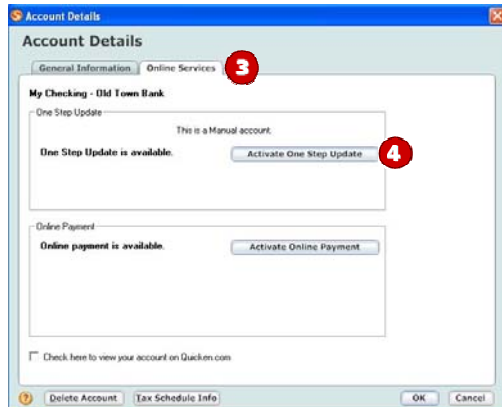 Account Details
Account Details
General Information Online Services 3
My Checking - Old Town Bank
One Step Update
This is a Manual account.
One Step Update is available. Activate One Step Update 4
Online Payment
Online payment is available. Activate Online Payment
Check here to view your account on Quicken.com
? Delete Account Tax Schedule Info OK Cancel